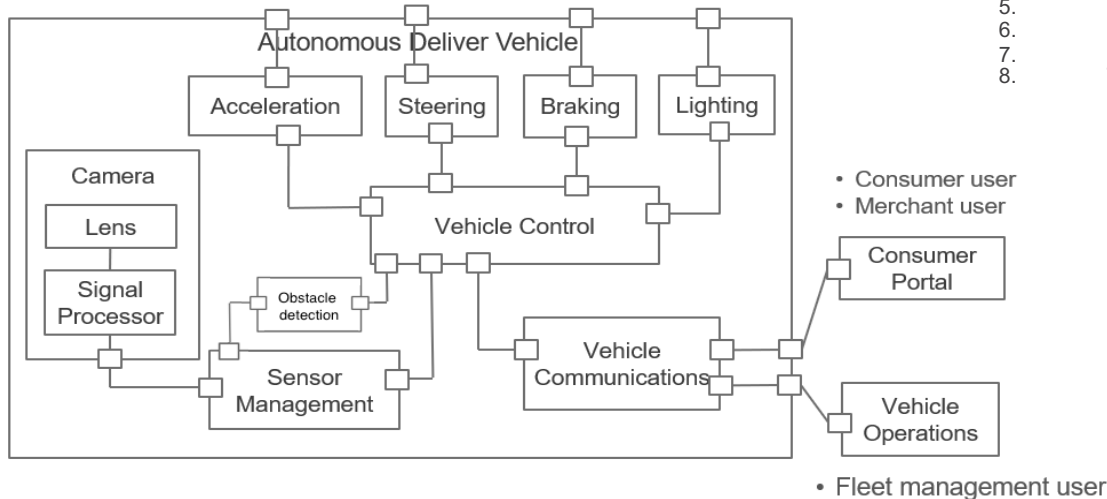 5.
6.
7.
8.
Autonomous Deliver Vehicle
Acceleration
Steering
Braking
Lighting
Camera
Lens
Signal
Processor
Vehicle Control
Obstacle
detection
Sensor
Management
Vehicle
Communications
• Consumer user
• Merchant user
Consumer
Portal
Vehicle
Operations
• Fleet management user